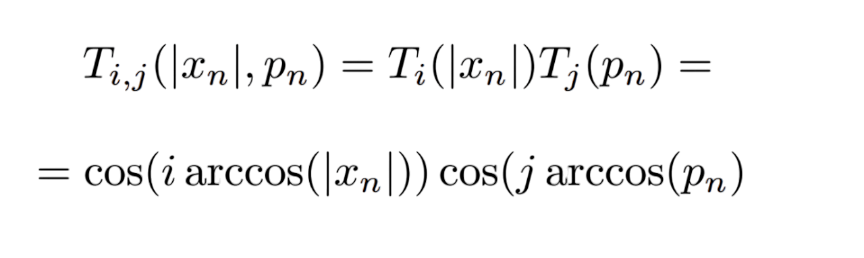 T_{i,j}(|x_n|, p_n) = T_i(|x_n|)T_j(p_n) =
= cos(i arccos(|x_n|)) cos(j arccos(p_n)